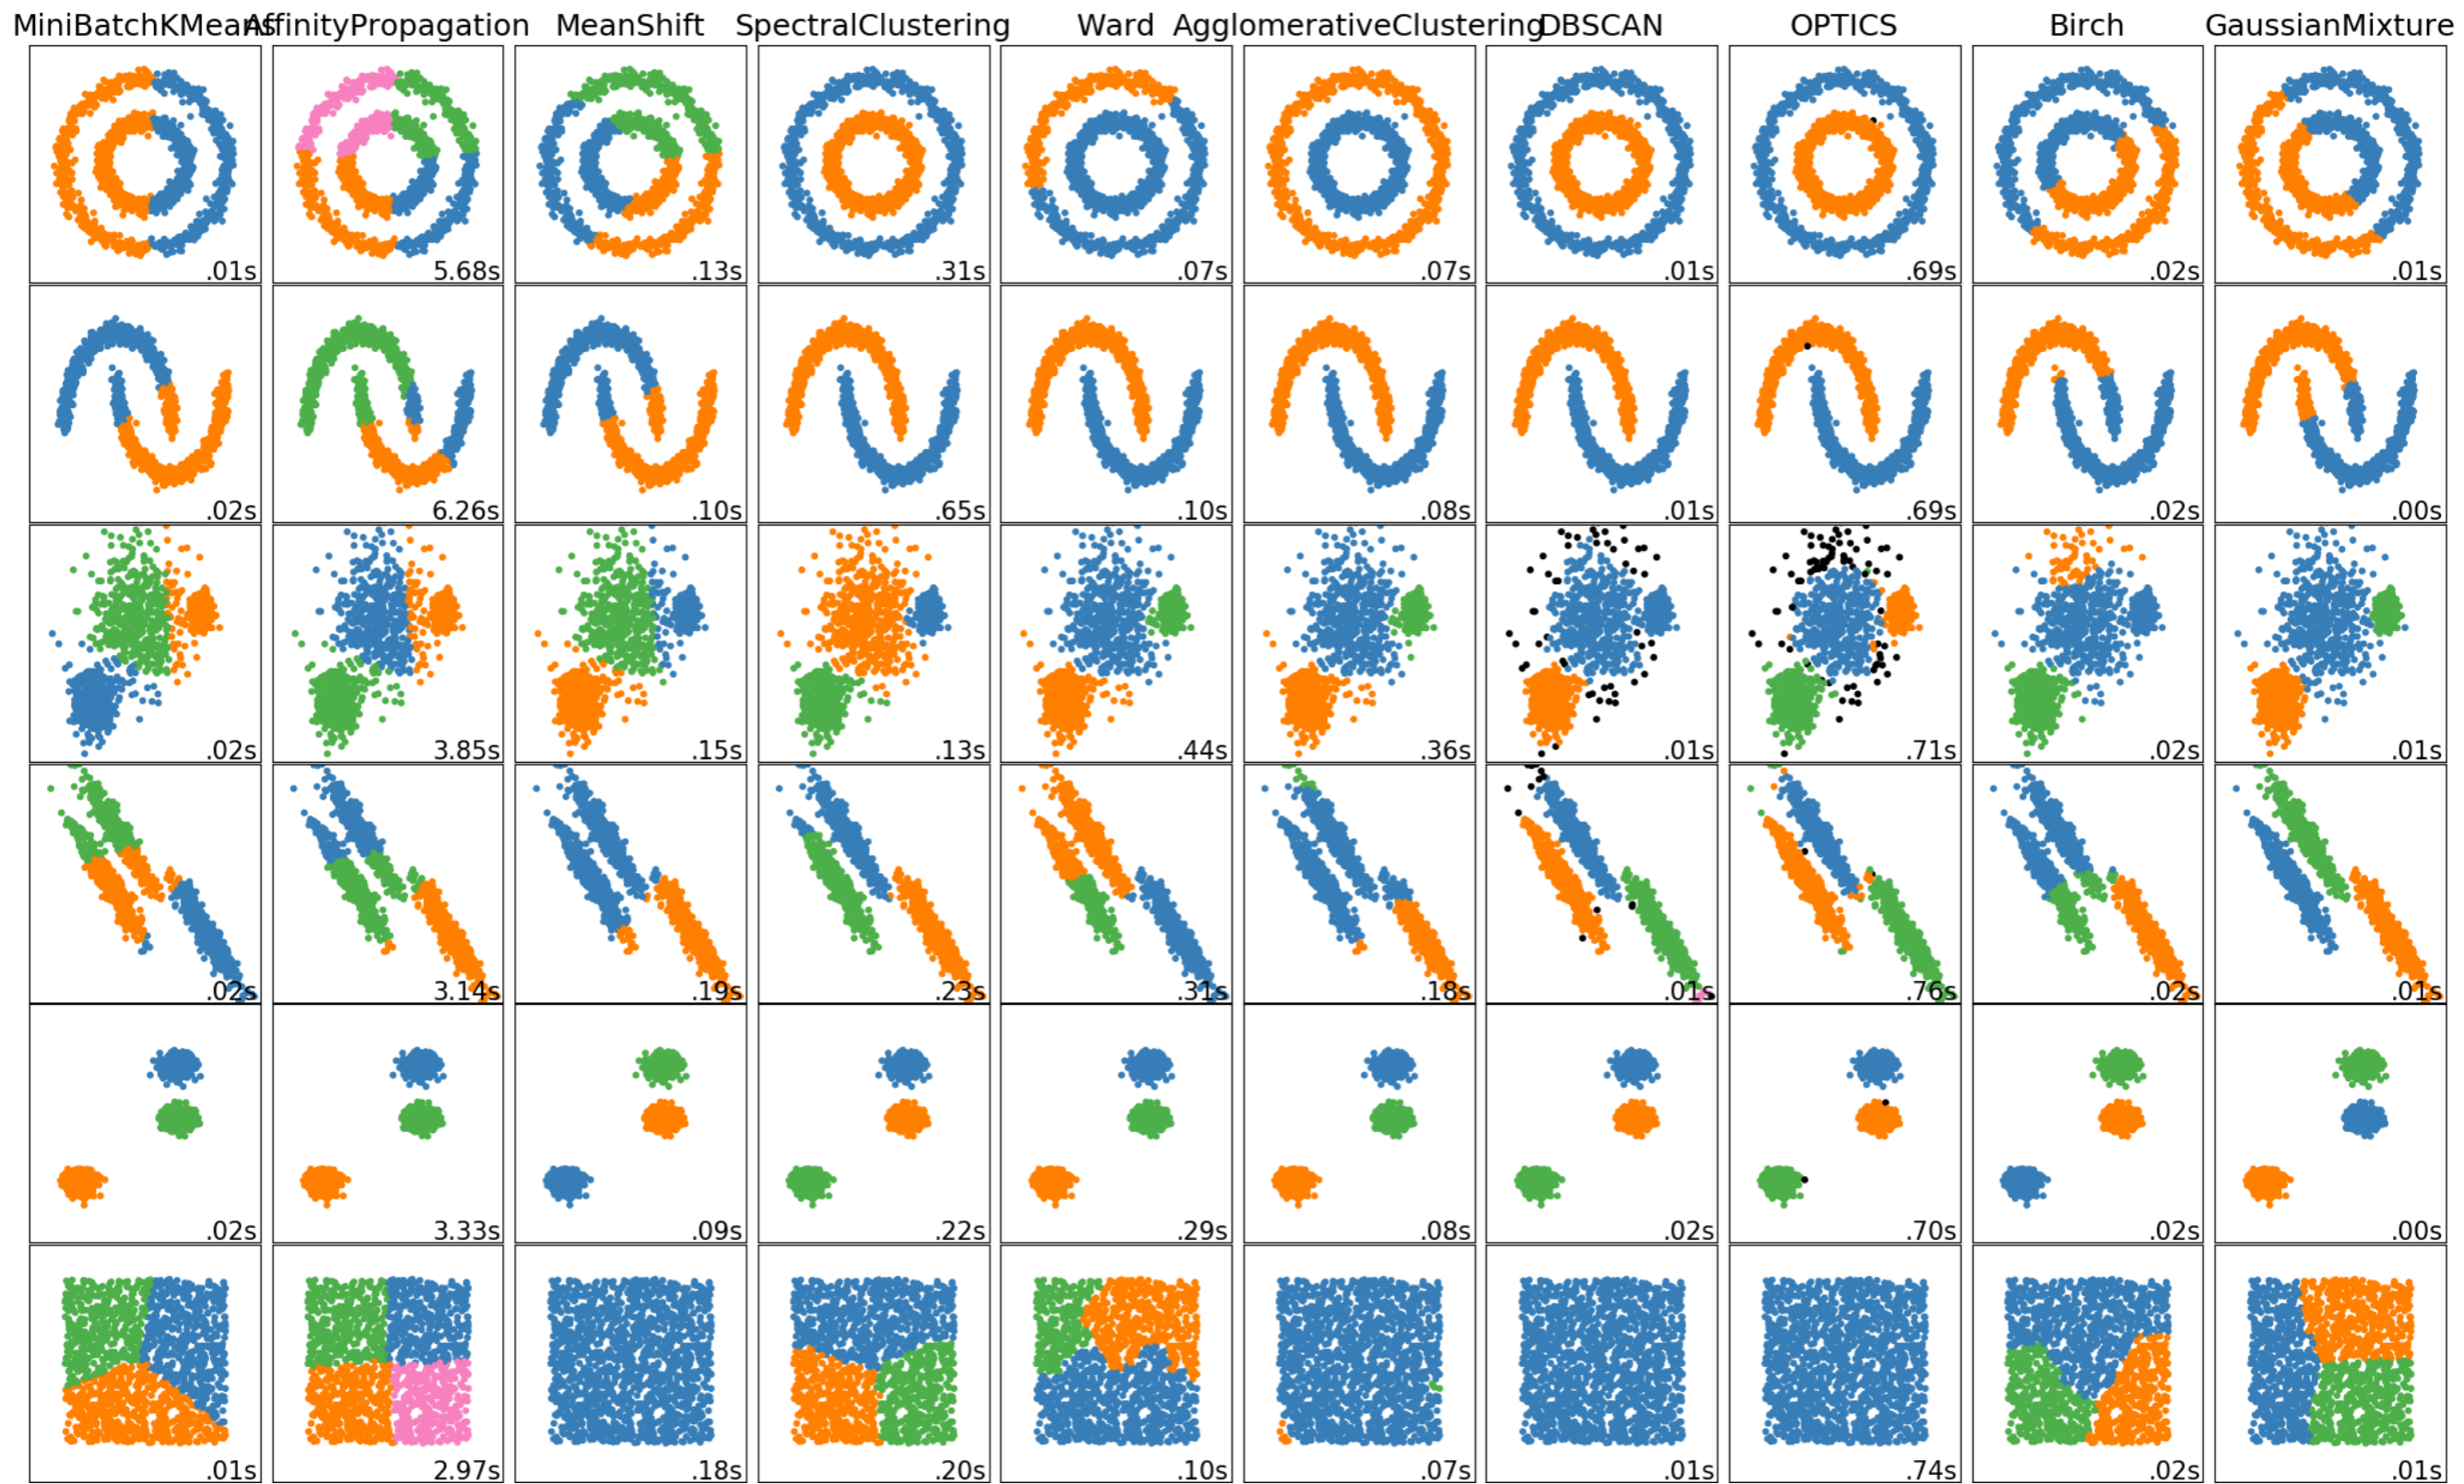 MiniBatchKMeans AffinityPropagation MeanShift SpectralClustering Ward AgglomerativeClustering DBSCAN OPTICS Birch GaussianMixture
.01s 5.68s .13s .31s .07s .07s .01s .69s .02s .01s
.02s 6.26s .10s .65s .10s .08s .01s .69s .02s .00s
.02s 3.85s .15s .13s .44s .36s .01s .71s .02s .01s
.02s 3.14s .19s .23s .31s .18s .01s .76s .02s .01s
.02s 3.33s .09s .22s .29s .08s .02s .70s .02s .00s
.01s 2.97s .18s .20s .10s .07s .01s .74s .02s .01s